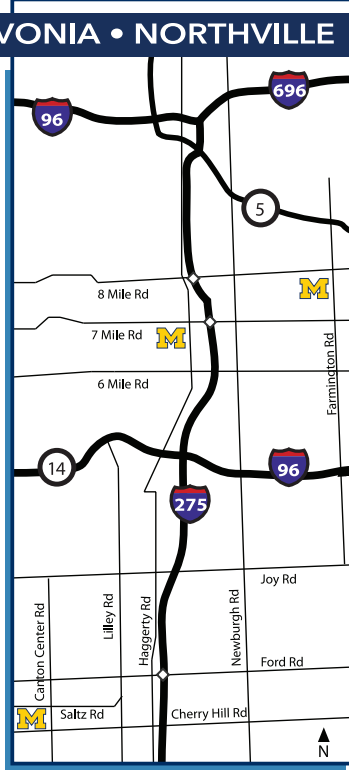 VONIA • NORTHVILLE
696
96
5
8 Mile Rd
M
7 Mile Rd
M
6 Mile Rd
Farmington Rd
14
96
275
Joy Rd
Canton Center Rd
Lilley Rd
Haggerty Rd
Newburgh Rd
Ford Rd
M
Saltz Rd
Cherry Hill Rd
N